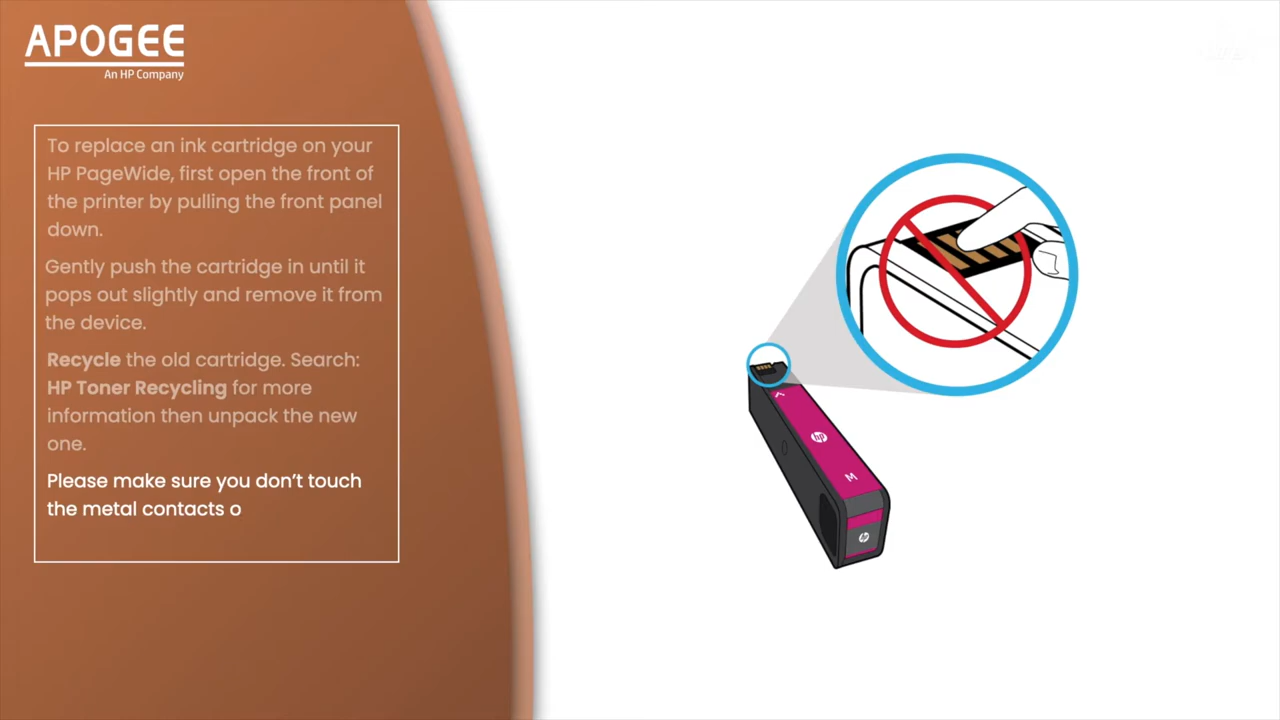 APOGEE
An HP Company
To replace an ink cartridge on your
HP PageWide, first open the front of
the printer by pulling the front panel
down.
Gently push the cartridge in until it
pops out slightly and remove it from
the device.
Recycle the old cartridge. Search:
HP Toner Recycling for more
information then unpack the new
one.
Please make sure you don’t touch
the metal contacts o
hp
M
hp